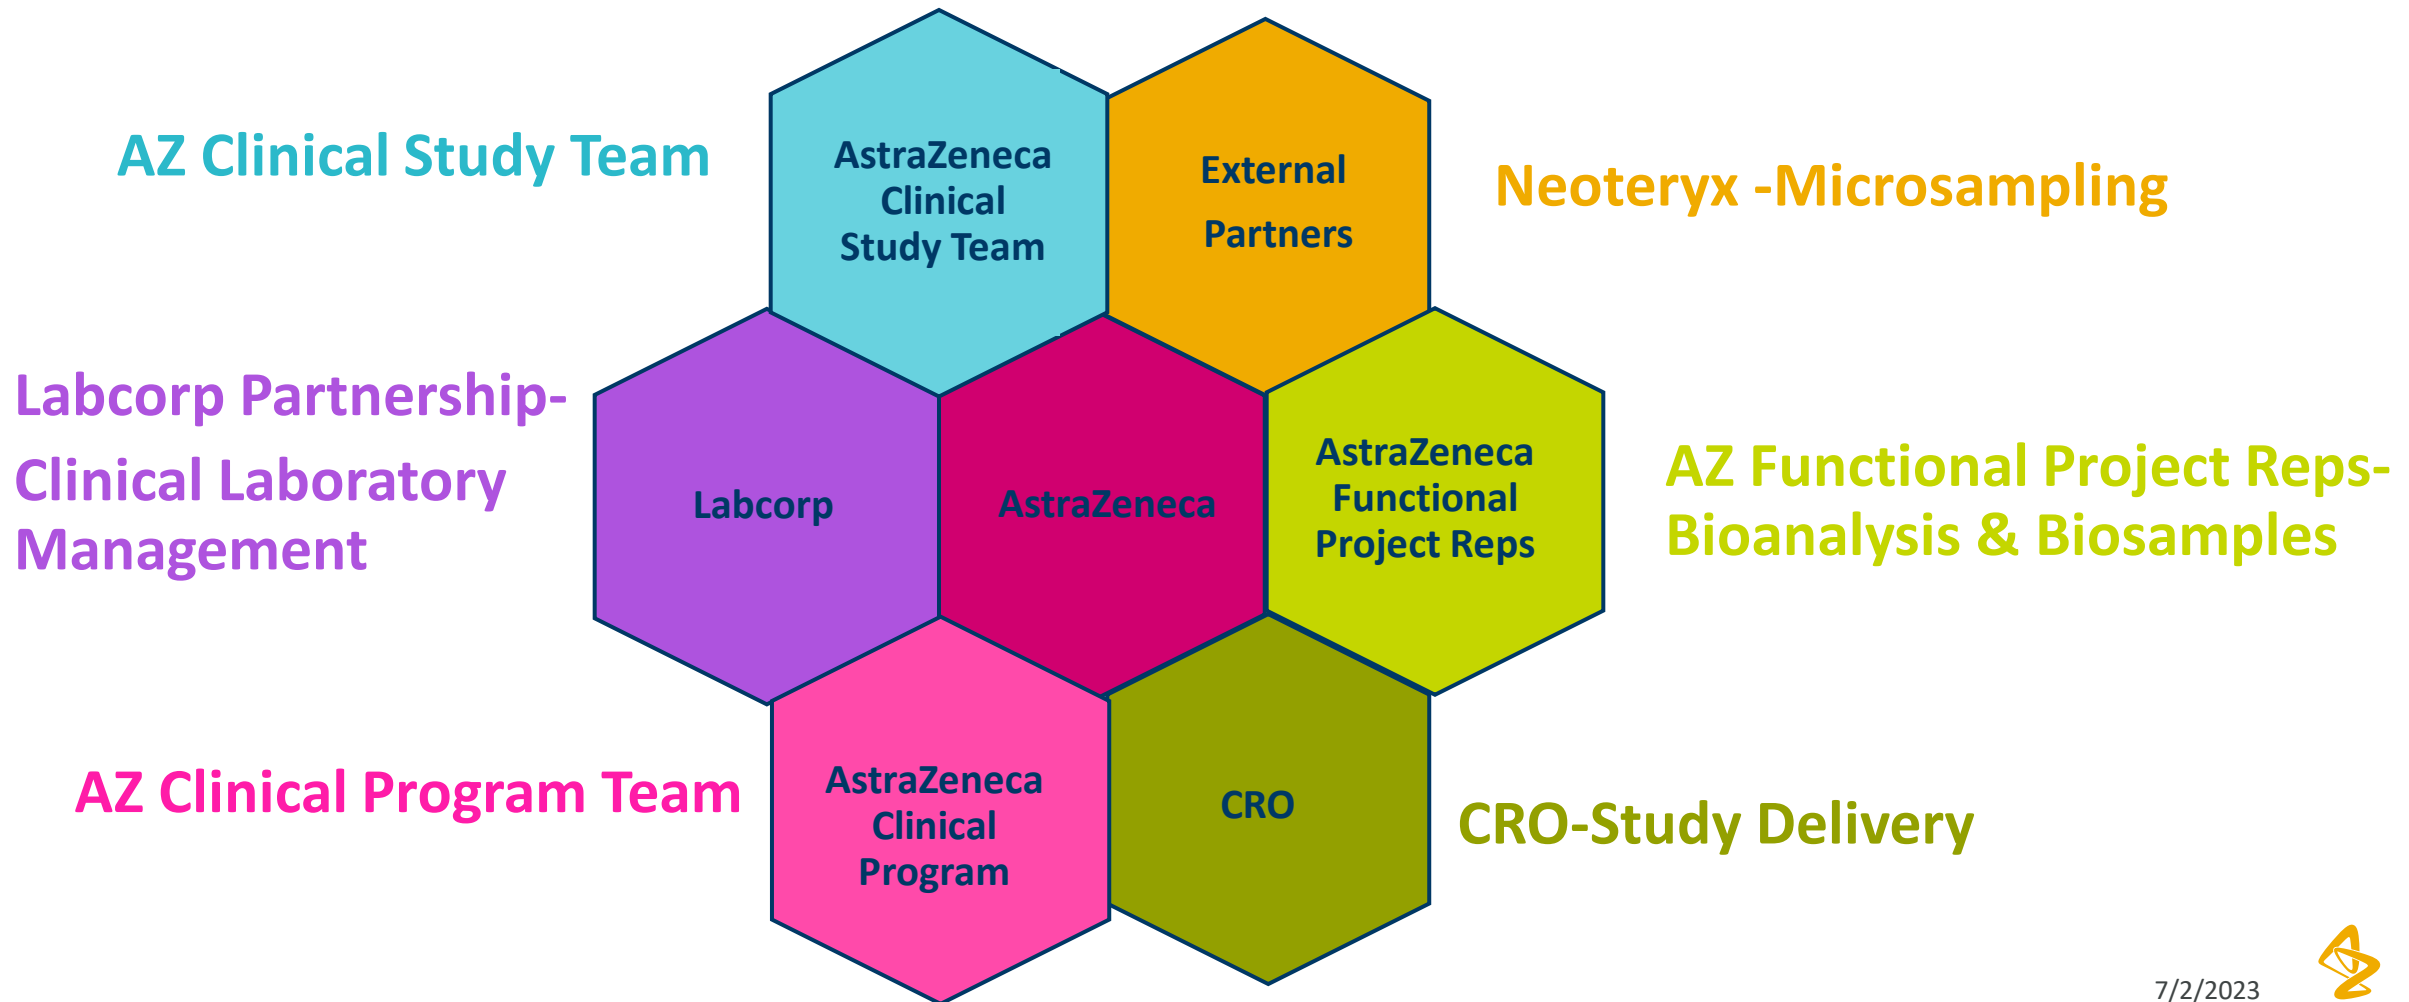 AZ Clinical Study Team
AstraZeneca
Clinical
Study Team
External
Partners
Neoteryx -Microsampling
Labcorp Partnership-
Clinical Laboratory
Management
Labcorp
AstraZeneca
AstraZeneca
Functional
Project Reps
AZ Functional Project Reps-
Bioanalysis & Biosamples
AZ Clinical Program Team
AstraZeneca
Clinical
Program
CRO
CRO-Study Delivery
7/2/2023